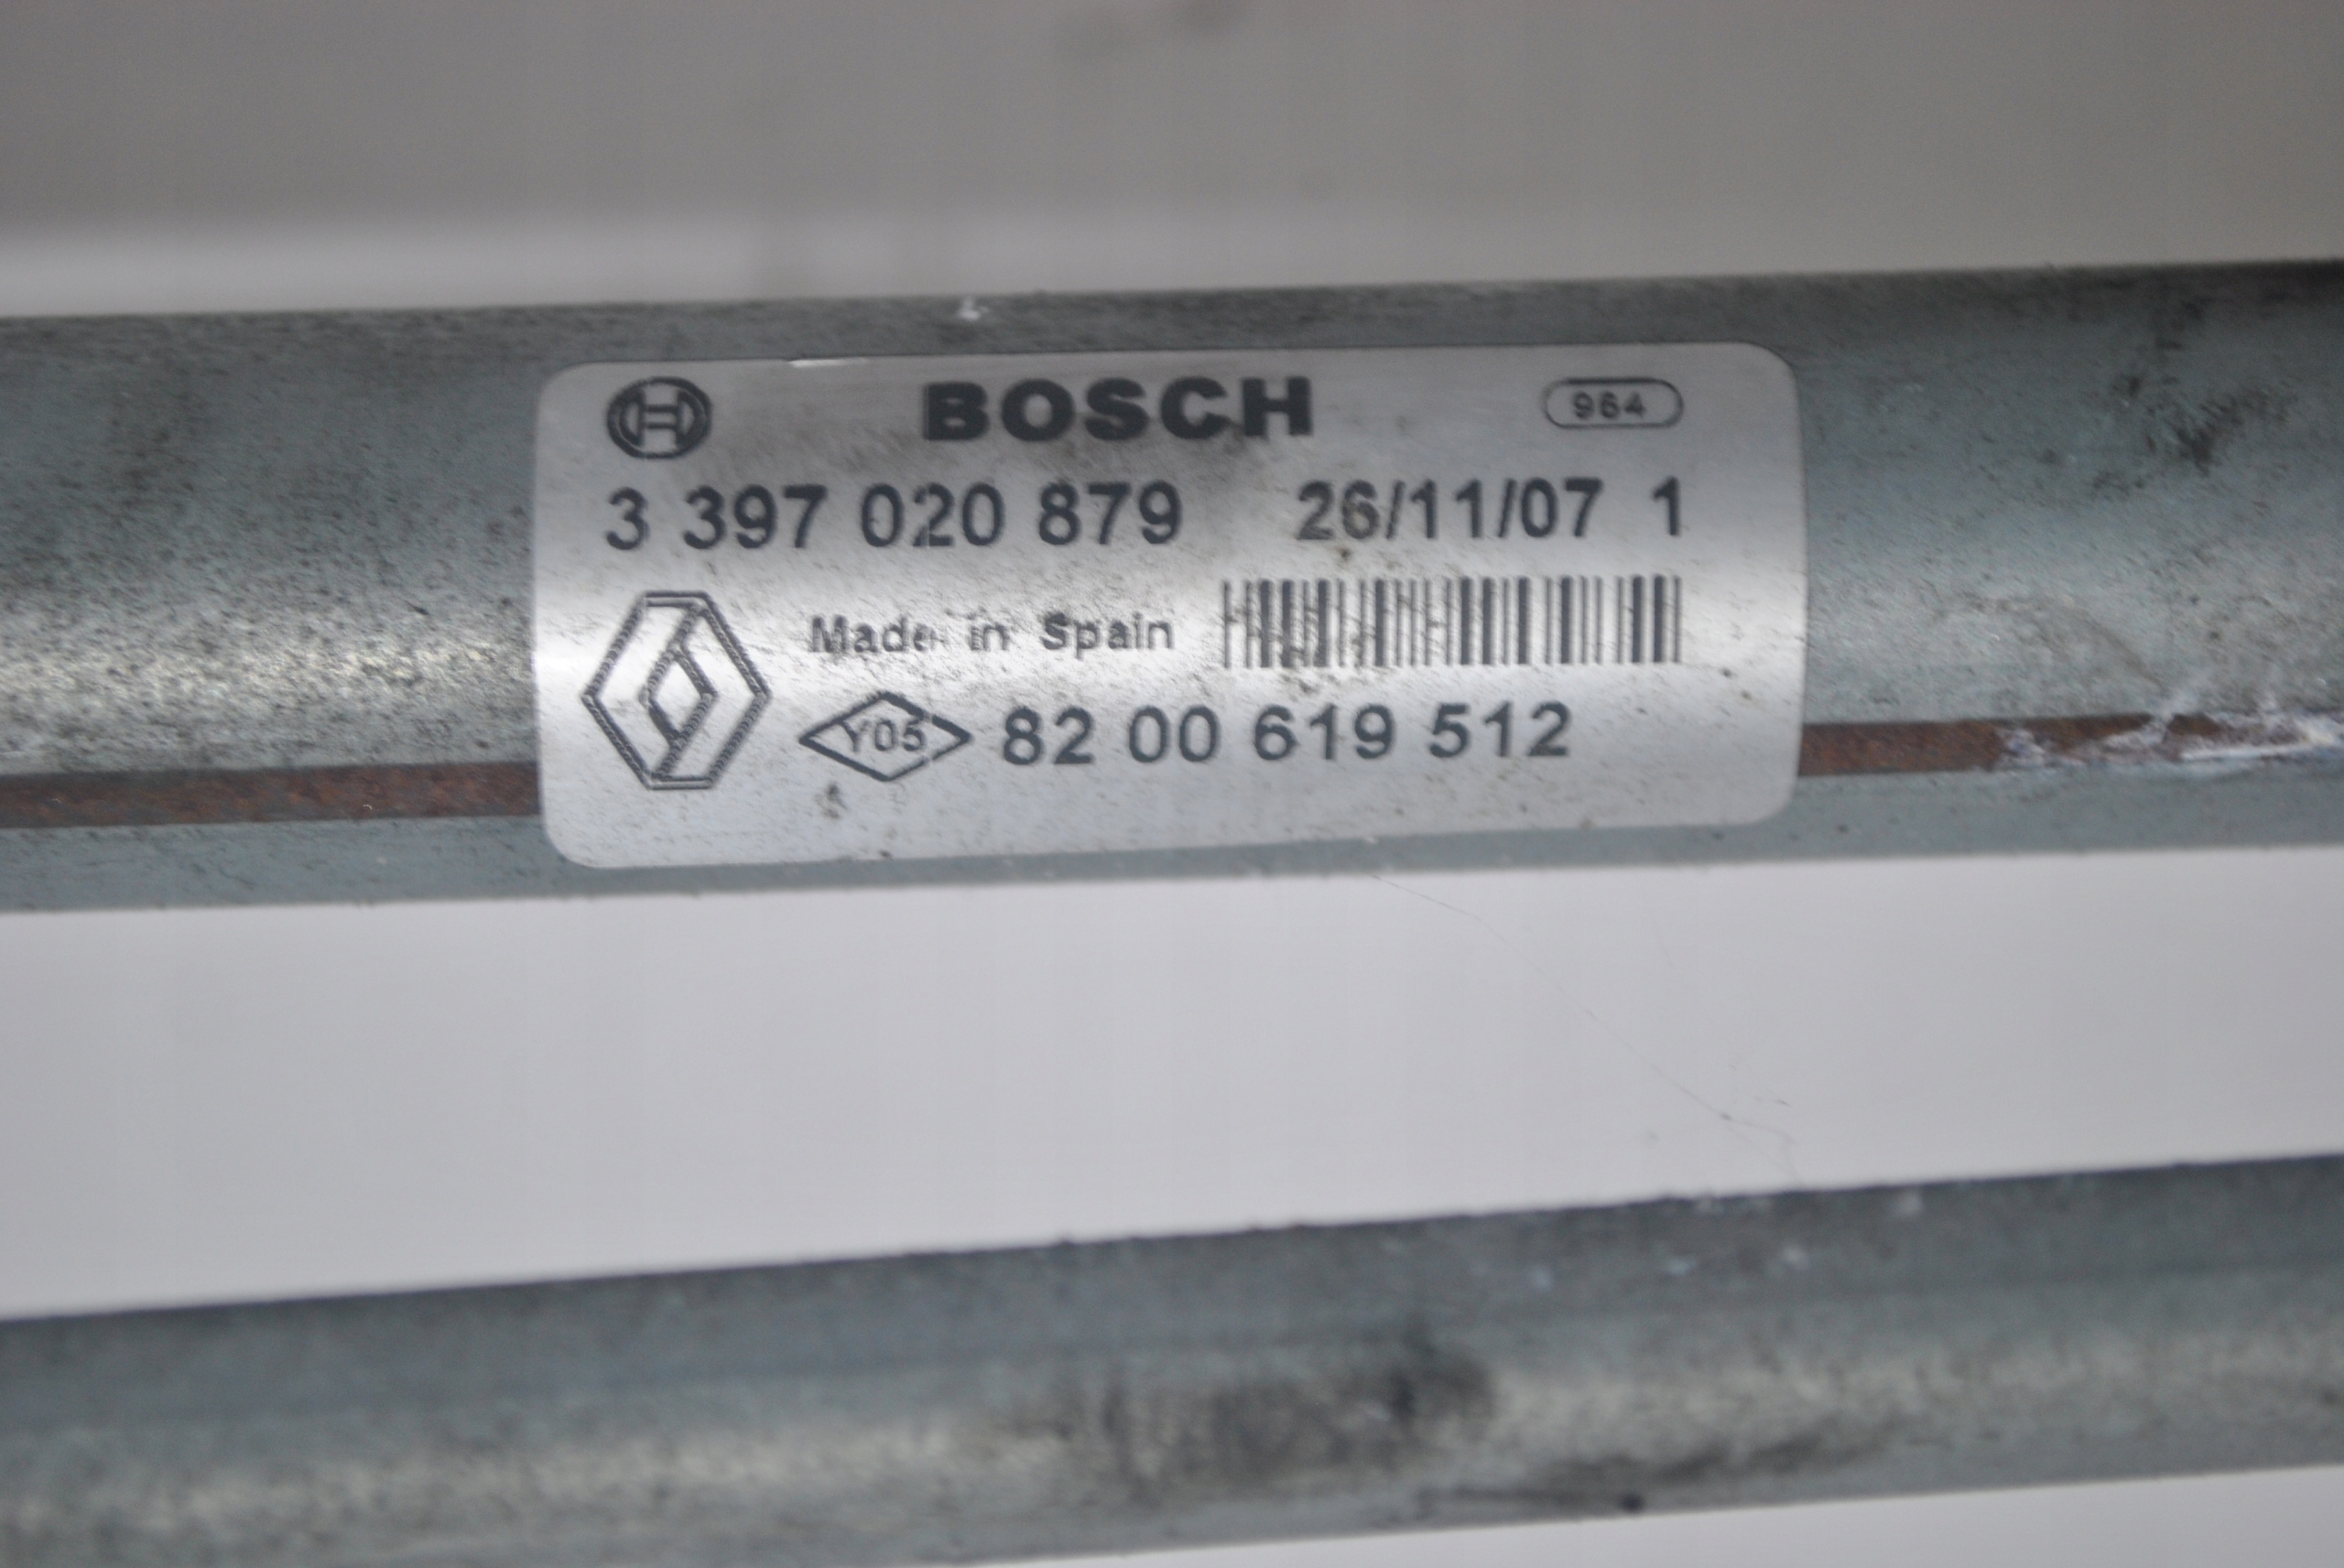 BOSCH 964
3 397 020 879 26/11/07 1
Made in Spain
Y05 82 00 619 512